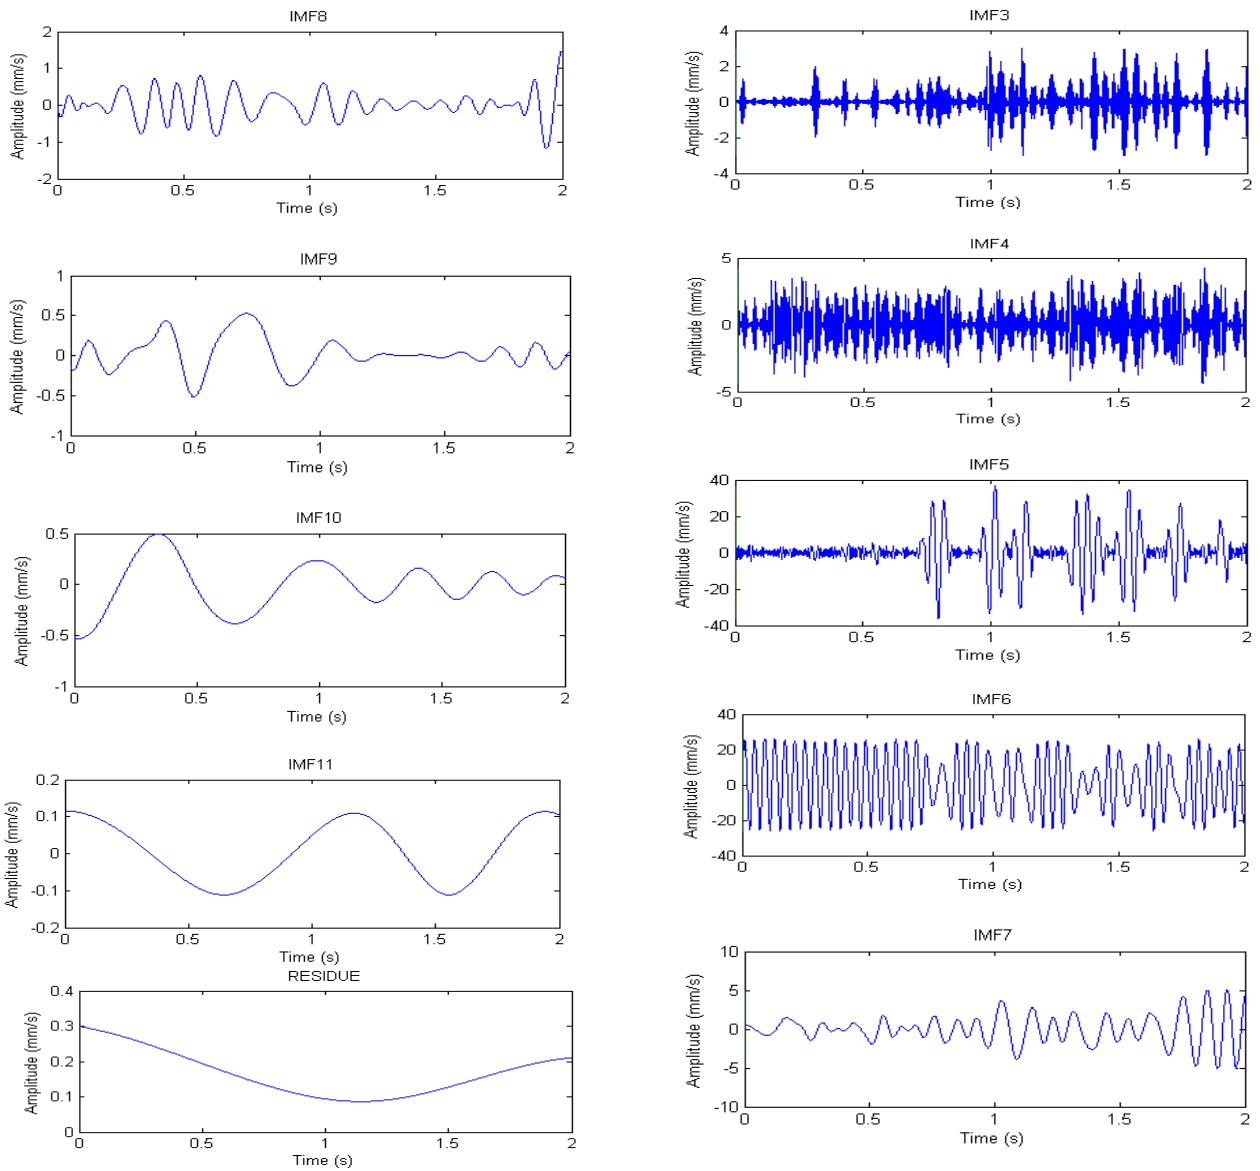 IMF8
Amplitude (mm/s)
2
1
0
-1
-2
0 0.5 1 1.5 2
Time (s)
IMF9
Amplitude (mm/s)
1
0.5
0
-0.5
-1
0 0.5 1 1.5 2
Time (s)
IMF10
Amplitude (mm/s)
0.5
0
-0.5
-1
0 0.5 1 1.5 2
Time (s)
IMF11
Amplitude (mm/s)
0.2
0.1
0
-0.1
-0.2
0 0.5 1 1.5 2
Time (s)
RESIDUE
Amplitude (mm/s)
0.4
0.3
0.2
0.1
0
0 0.5 1 1.5 2
Time (s)
IMF3
Amplitude (mm/s)
4
2
0
-2
-4
0 0.5 1 1.5 2
Time (s)
IMF4
Amplitude (mm/s)
5
0
-5
0 0.5 1 1.5 2
Time (s)
IMF5
Amplitude (mm/s)
40
20
0
-20
-40
0 0.5 1 1.5 2
Time (s)
IMF6
Amplitude (mm/s)
40
20
0
-20
-40
0 0.5 1 1.5 2
Time (s)
IMF7
Amplitude (mm/s)
10
5
0
-5
-10
0 0.5 1 1.5 2
Time (s)